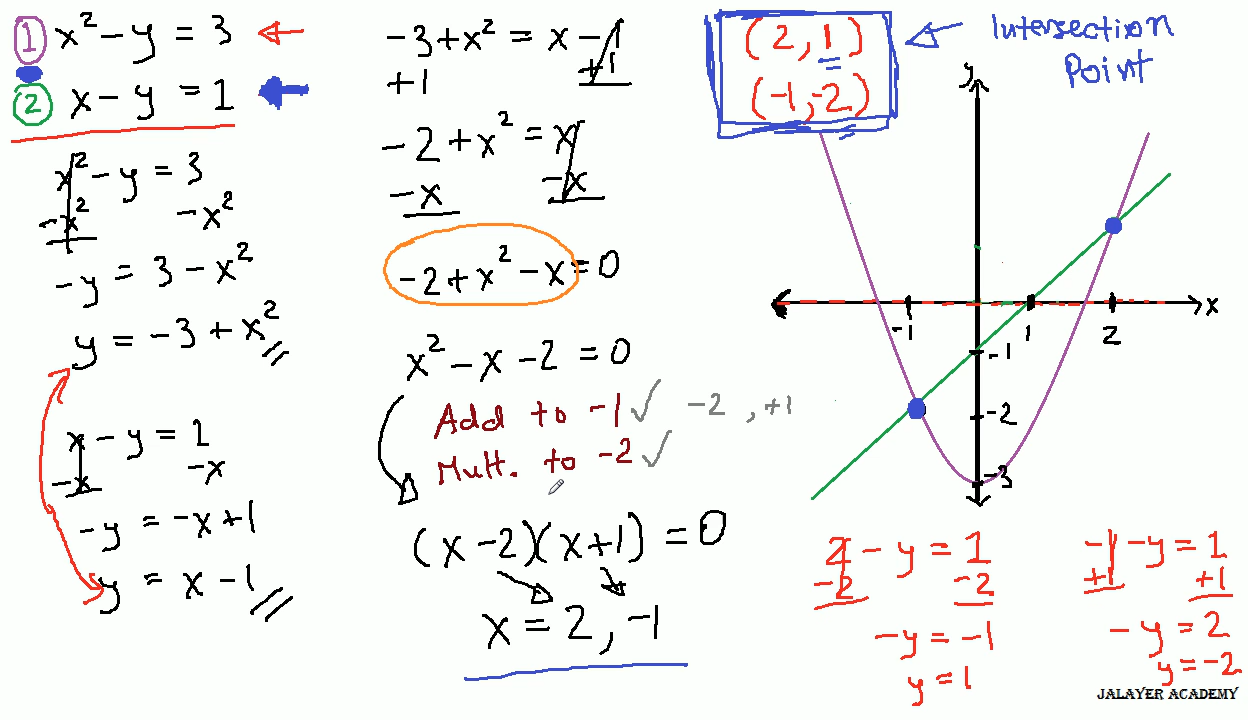 1 x² - y = 3
2 x - y = 1
x² - y = 3
-x² -x²
-y = 3 - x²
y = -3 + x²
x - y = 1
-x -x
-y = -x + 1
y = x - 1
-3 + x² = x - 1
+1 +1
-2 + x² = x
-x -x
-2 + x² - x = 0
x² - x - 2 = 0
Add to -1 ✓ -2 , +1
Mult. to -2 ✓
(x - 2)(x + 1) = 0
x = 2 , -1
(2, 1)
(-1, -2)
Intersection
Point
y
x
-1 1 2
-1
-2
-3
2 - y = 1
-2 -2
-y = -1
y = 1
-1 - y = 1
+1 +1
-y = 2
y = -2
JALAYER ACADEMY